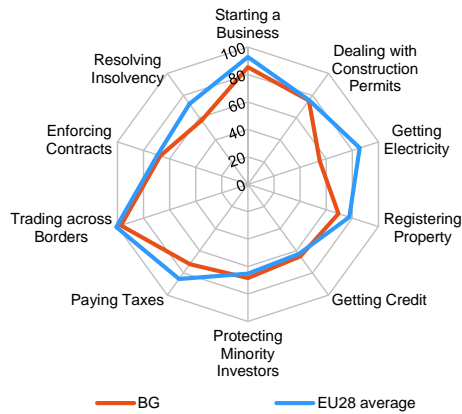 Starting a
Business
Dealing with
Construction
Permits
Getting
Electricity
Registering
Property
Getting Credit
Protecting
Minority
Investors
Paying Taxes
Trading across
Borders
Enforcing
Contracts
Resolving
Insolvency
100
80
60
40
20
0
BG
EU28 average